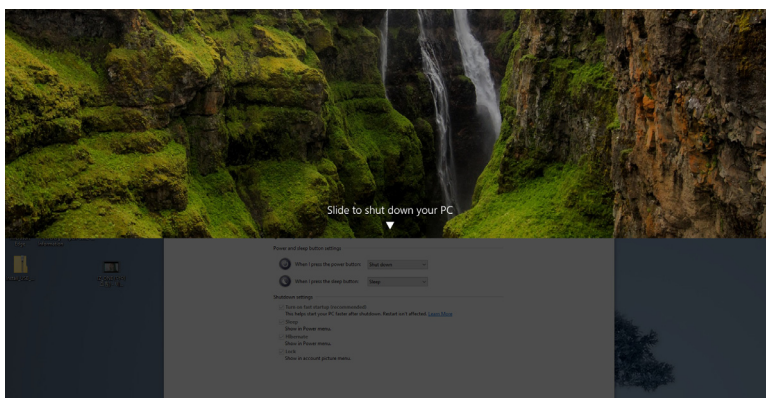 Slide to shut down your PC
Power and sleep button settings
When I press the power button: Shut down
When I press the sleep button: Sleep
Shutdown settings
Turn on fast startup (recommended)
This helps start your PC faster after shutdown. Restart isn't affected. Learn More
Sleep
Show in Power menu.
Hibernate
Show in Power menu.
Lock
Show in account picture menu.